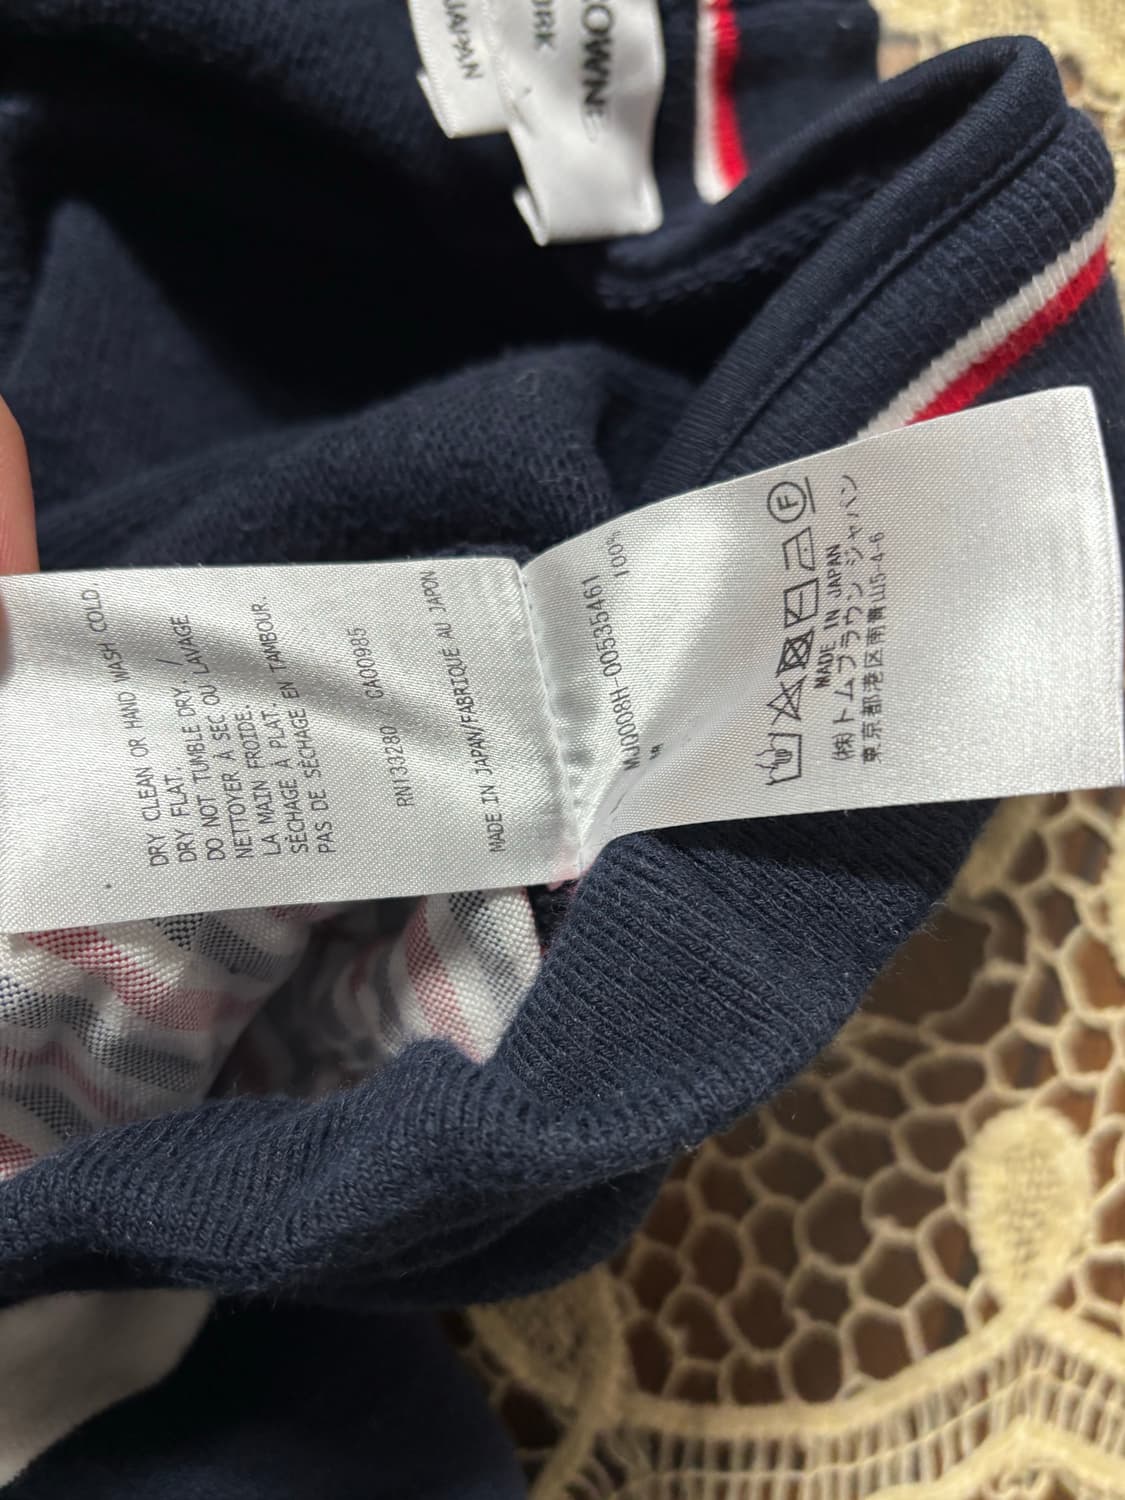 JAPAN
DRY CLEAN OR HAND WASH COLD.
DRY FLAT.
DO NOT TUMBLE DRY. /
NETTOYER À SEC OU LAVAGE
LA MAIN FROIDE.
SÉCHAGE À PLAT.
PAS DE SÉCHAGE EN TAMBOUR.
RN133280 CA00985
MADE IN JAPAN/FABRIQUÉ AU JAPON
100%
MJQ008H-00535461
F
MADE IN JAPAN
(株)トムブラウン ジャパン
東京都港区南青山5-4-6